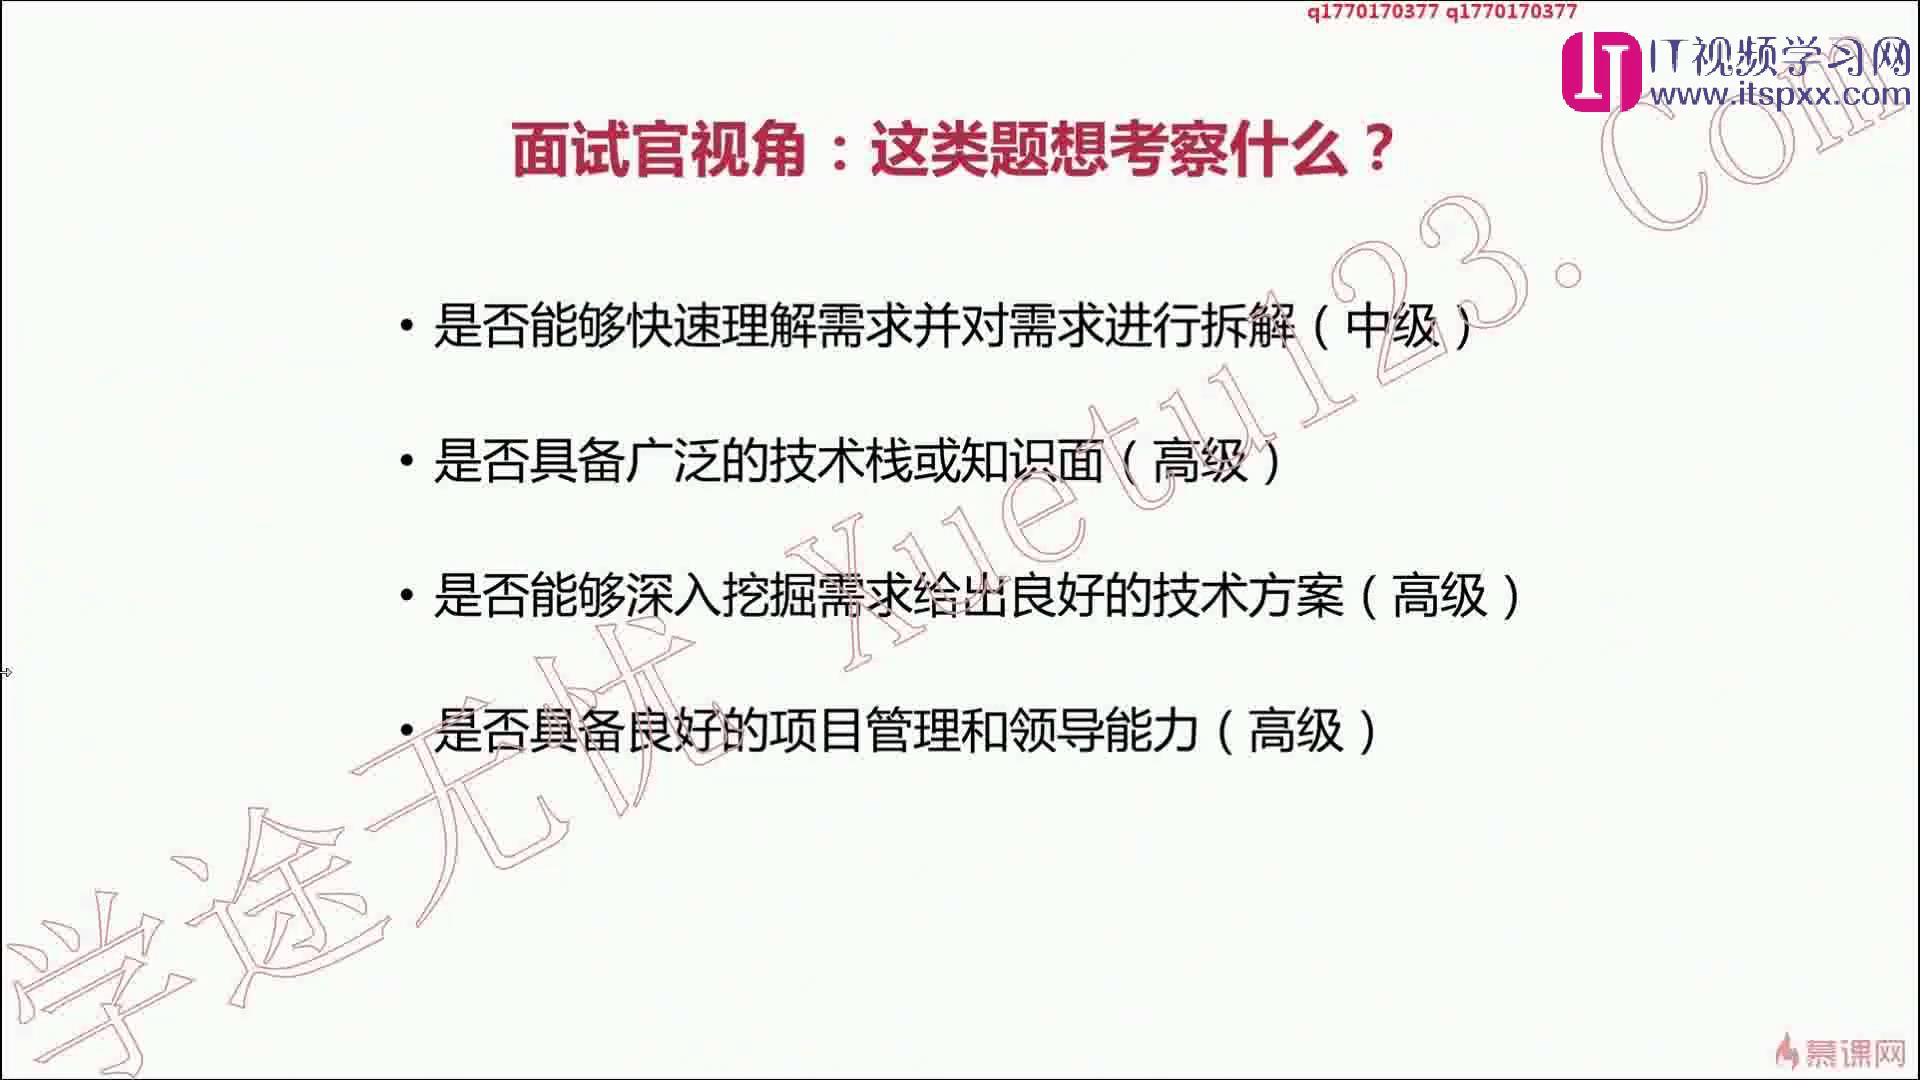 q1770170377 q1770170377
IT视频学习网
www.itspxx.com
面试官视角：这类题想考察什么？
• 是否能够快速理解需求并对需求进行拆解（中级）
• 是否具备广泛的技术栈或知识面（高级）
• 是否能够深入挖掘需求给出良好的技术方案（高级）
• 是否具备良好的项目管理和领导能力（高级）
学途无忧 Xuetu123.Com
慕课网